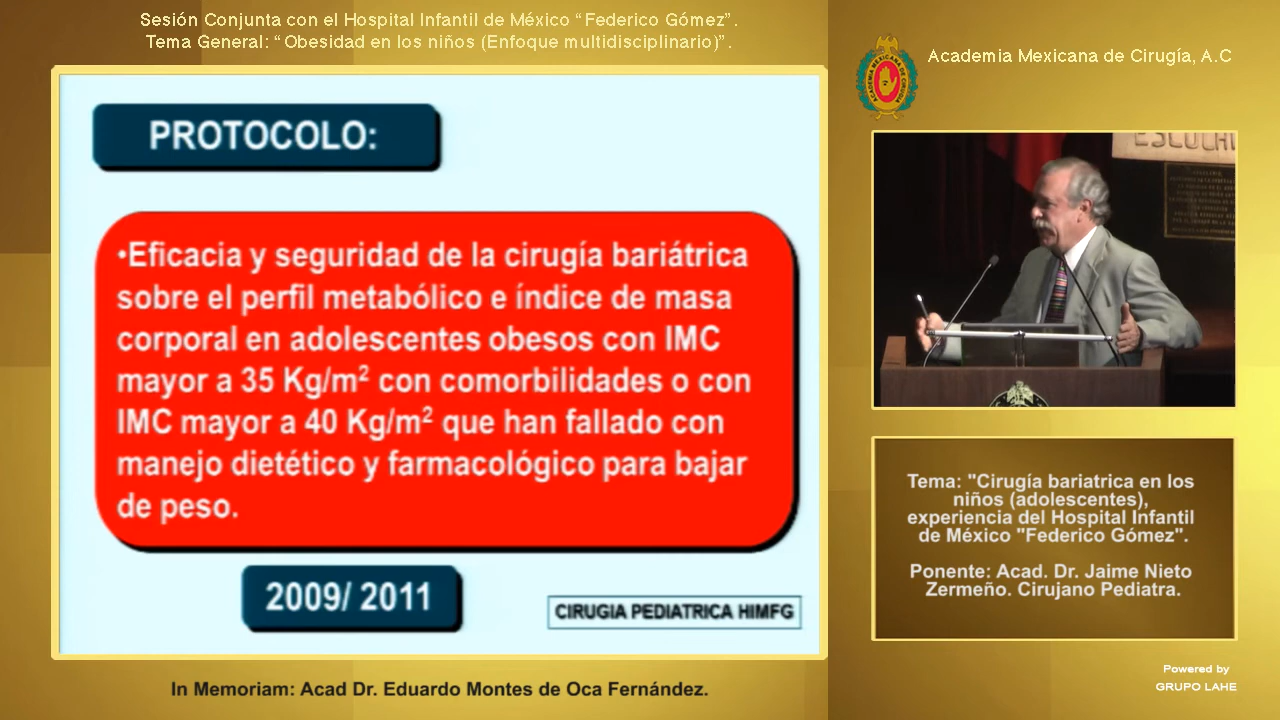 Sesión Conjunta con el Hospital Infantil de México “Federico Gómez”.
Tema General: “Obesidad en los niños (Enfoque multidisciplinario)”.
Academia Mexicana de Cirugía, A.C
PROTOCOLO:
•Eficacia y seguridad de la cirugía bariátrica
sobre el perfil metabólico e índice de masa
corporal en adolescentes obesos con IMC
mayor a 35 Kg/m² con comorbilidades o con
IMC mayor a 40 Kg/m² que han fallado con
manejo dietético y farmacológico para bajar
de peso.
2009/ 2011
CIRUGIA PEDIATRICA HIMFG
Tema: "Cirugía bariatrica en los
niños (adolescentes),
experiencia del Hospital Infantil
de México "Federico Gómez".
Ponente: Acad. Dr. Jaime Nieto
Zermeño. Cirujano Pediatra.
In Memoriam: Acad Dr. Eduardo Montes de Oca Fernández.
Powered by
GRUPO LAHE